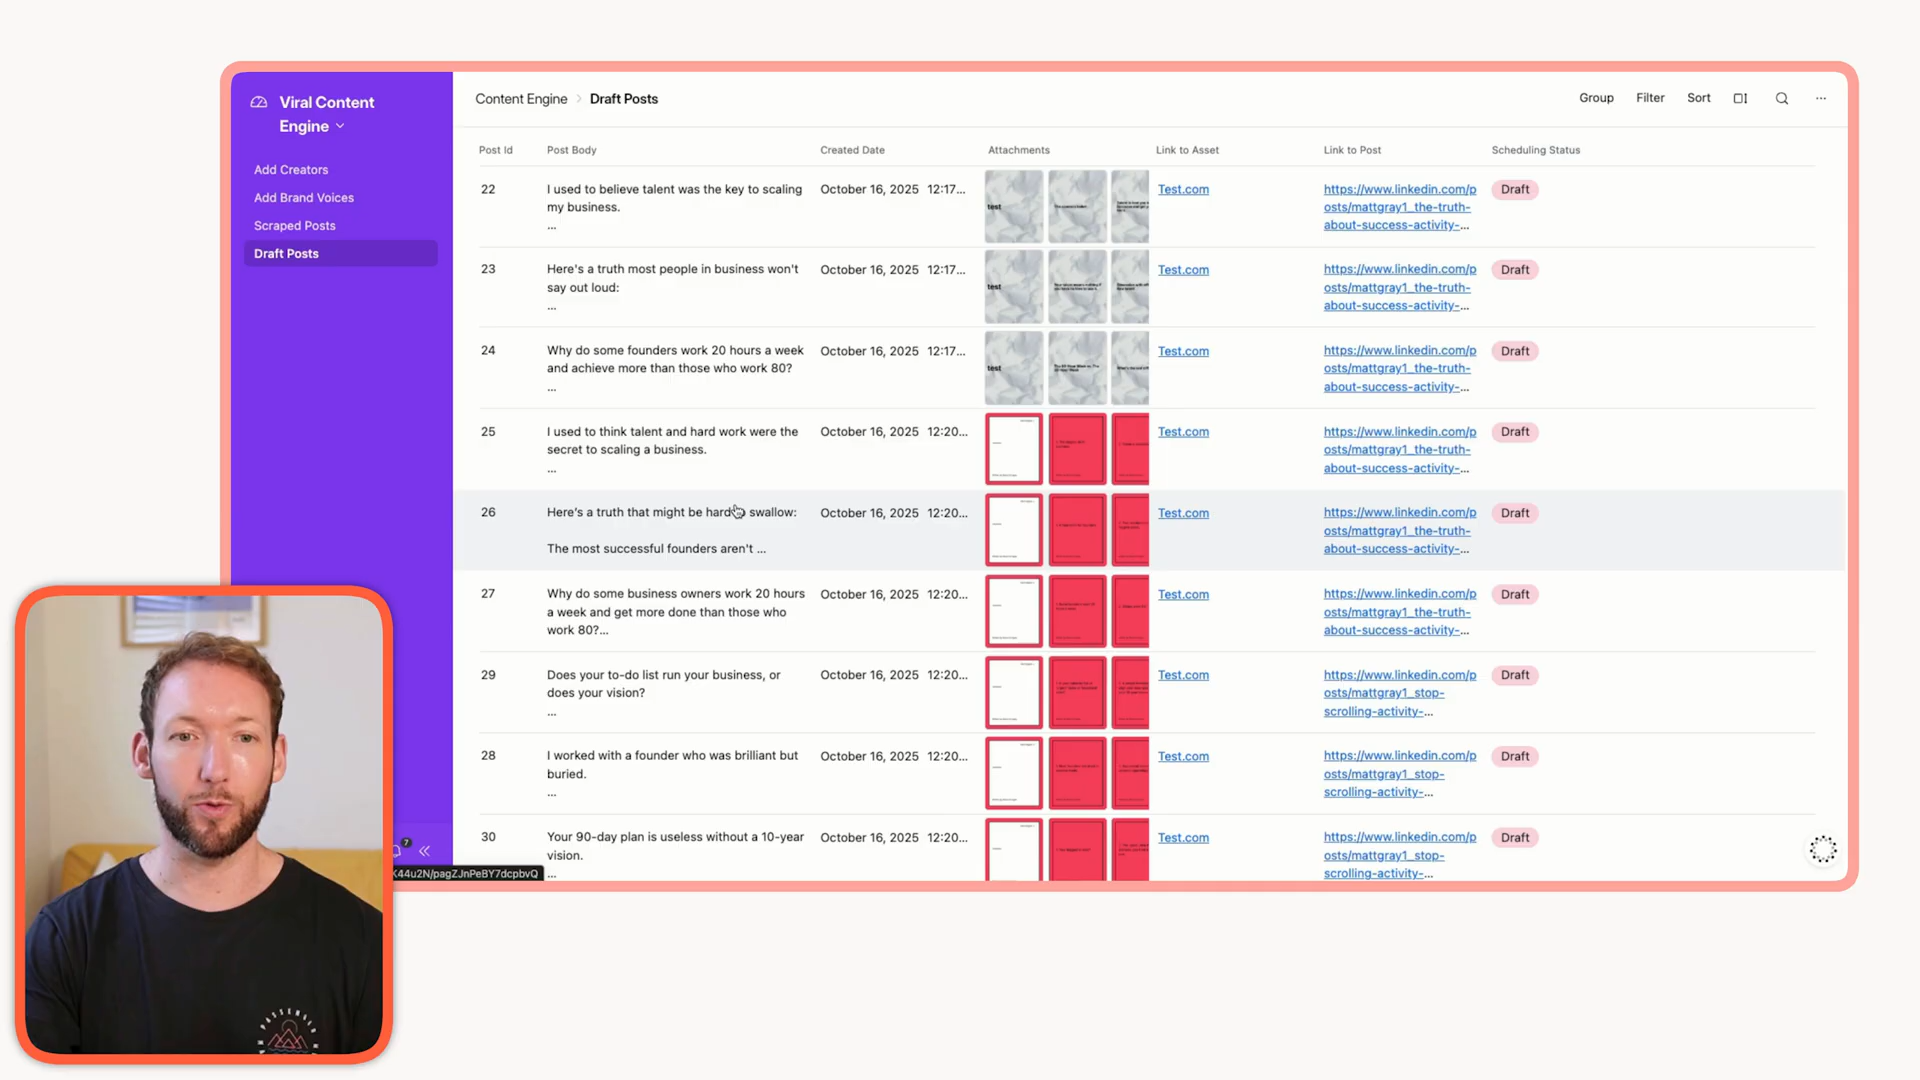 Viral Content
Engine
Add Creators
Add Brand Voices
Scraped Posts
Draft Posts
7
K44u2N/pagZJnPeBY7dcpbvQ
Content Engine > Draft Posts
Group Filter Sort ...
Post Id Post Body Created Date Attachments Link to Asset Link to Post Scheduling Status
22
I used to believe talent was the key to scaling
my business.
...
October 16, 2025 12:17...
test
Test.com
https://www.linkedin.com/p
osts/mattgray1_the-truth-
about-success-activity-...
Draft
23
Here's a truth most people in business won't
say out loud:
...
October 16, 2025 12:17...
test
Test.com
https://www.linkedin.com/p
osts/mattgray1_the-truth-
about-success-activity-...
Draft
24
Why do some founders work 20 hours a week
and achieve more than those who work 80?
...
October 16, 2025 12:17...
test
Test.com
https://www.linkedin.com/p
osts/mattgray1_the-truth-
about-success-activity-...
Draft
25
I used to think talent and hard work were the
secret to scaling a business.
...
October 16, 2025 12:20...
Test.com
https://www.linkedin.com/p
osts/mattgray1_the-truth-
about-success-activity-...
Draft
26
Here's a truth that might be hard swallow:
The most successful founders aren't ...
October 16, 2025 12:20...
Test.com
https://www.linkedin.com/p
osts/mattgray1_the-truth-
about-success-activity-...
Draft
27
Why do some business owners work 20 hours
a week and get more done than those who
work 80?...
October 16, 2025 12:20...
Test.com
https://www.linkedin.com/p
osts/mattgray1_the-truth-
about-success-activity-...
Draft
29
Does your to-do list run your business, or
does your vision?
...
October 16, 2025 12:20...
Test.com
https://www.linkedin.com/p
osts/mattgray1_stop-
scrolling-activity-...
Draft
28
I worked with a founder who was brilliant but
buried.
...
October 16, 2025 12:20...
Test.com
https://www.linkedin.com/p
osts/mattgray1_stop-
scrolling-activity-...
Draft
30
Your 90-day plan is useless without a 10-year
vision.
...
October 16, 2025 12:20...
Test.com
https://www.linkedin.com/p
osts/mattgray1_stop-
scrolling-activity-...
Draft
PASSENGER